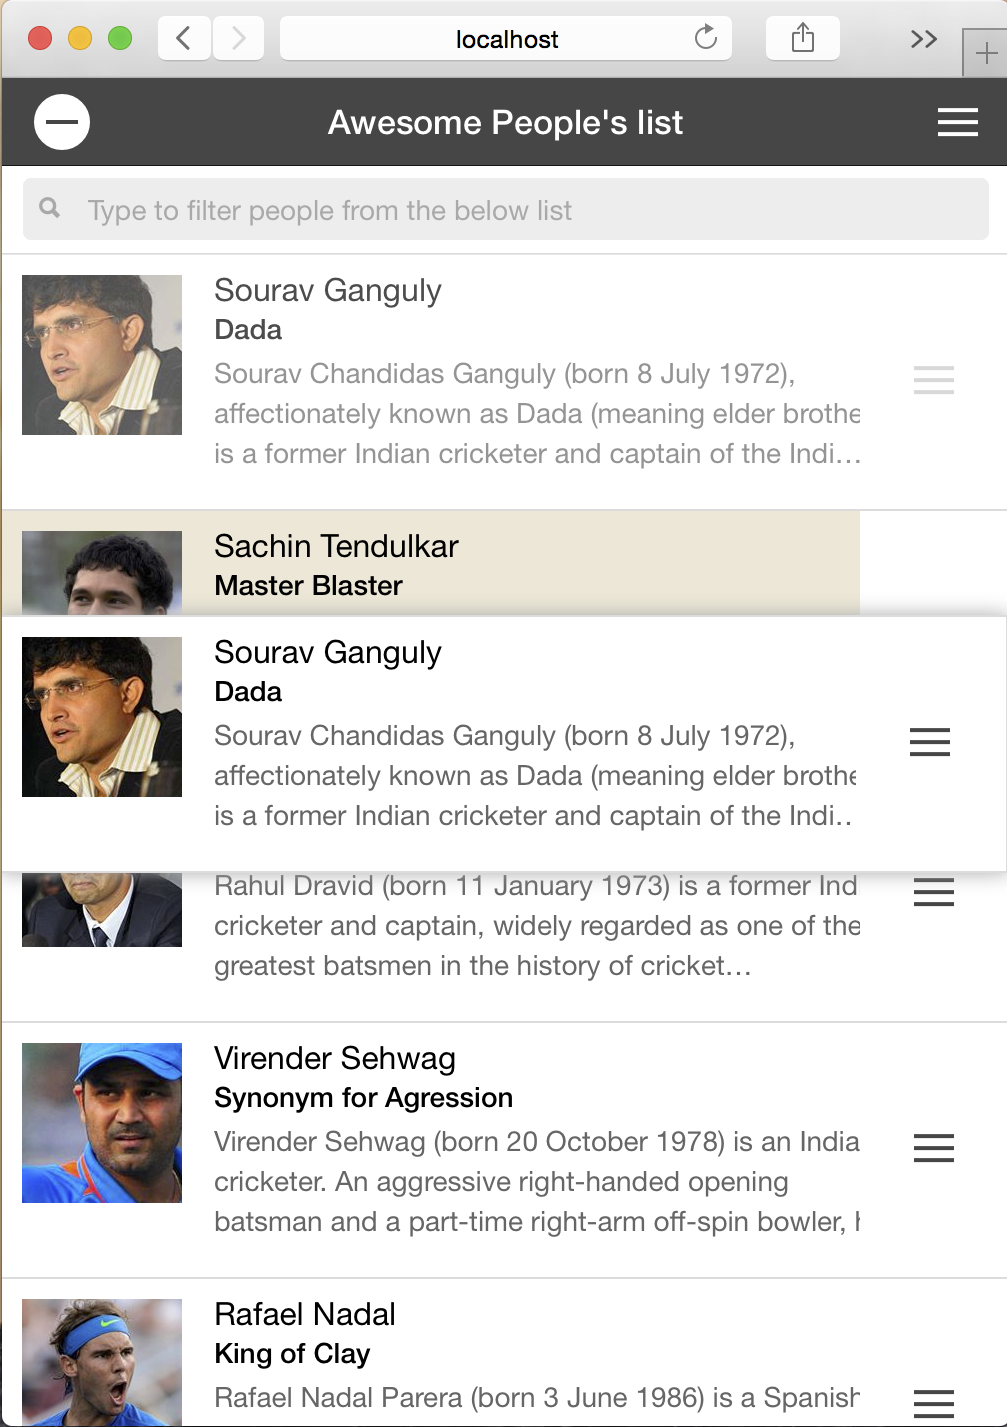 localhost
Awesome People's list
Type to filter people from the below list
Sourav Ganguly
Dada
Sourav Chandidas Ganguly (born 8 July 1972),
affectionately known as Dada (meaning elder brothe
is a former Indian cricketer and captain of the Indi...
Sachin Tendulkar
Master Blaster
Sourav Ganguly
Dada
Sourav Chandidas Ganguly (born 8 July 1972),
affectionately known as Dada (meaning elder brothe
is a former Indian cricketer and captain of the Indi..
Rahul Dravid (born 11 January 1973) is a former Ind
cricketer and captain, widely regarded as one of the
greatest batsmen in the history of cricket...
Virender Sehwag
Synonym for Agression
Virender Sehwag (born 20 October 1978) is an India
cricketer. An aggressive right-handed opening
batsman and a part-time right-arm off-spin bowler, h
Rafael Nadal
King of Clay
Rafael Nadal Parera (born 3 June 1986) is a Spanish